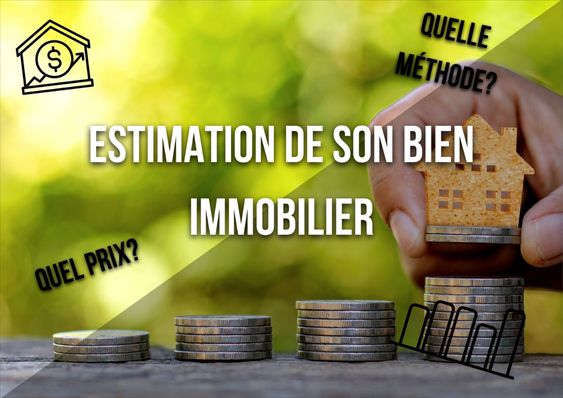 QUELLE
MÉTHODE?
ESTIMATION DE SON BIEN
IMMOBILIER
QUEL PRIX?
$